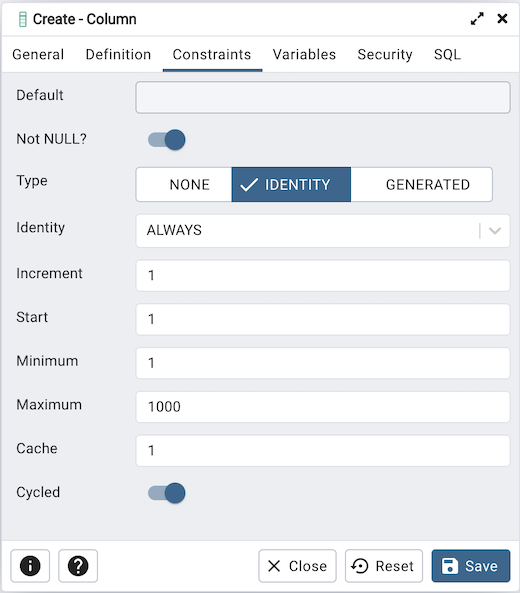 Create - Column
General Definition Constraints Variables Security SQL
Default
Not NULL?
Type NONE IDENTITY GENERATED
Identity ALWAYS
Increment 1
Start 1
Minimum 1
Maximum 1000
Cache 1
Cycled
Close Reset Save